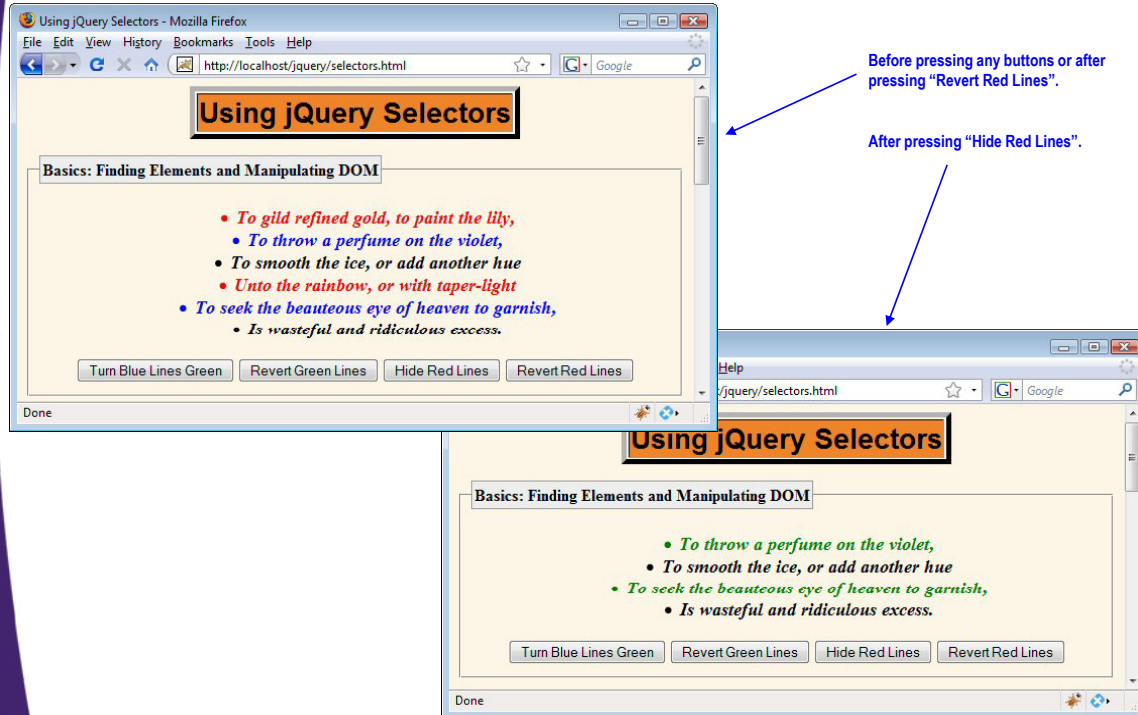 Using jQuery Selectors - Mozilla Firefox
File Edit View History Bookmarks Tools Help
http://localhost/jquery/selectors.html
G Google
Using jQuery Selectors
Basics: Finding Elements and Manipulating DOM
• To gild refined gold, to paint the lily,
• To throw a perfume on the violet,
• To smooth the ice, or add another hue
• Unto the rainbow, or with taper-light
• To seek the beauteous eye of heaven to garnish,
• Is wasteful and ridiculous excess.
Turn Blue Lines Green Revert Green Lines Hide Red Lines Revert Red Lines
Done
Before pressing any buttons or after
pressing “Revert Red Lines”.
After pressing “Hide Red Lines”.
Help
/jquery/selectors.html
G Google
Using jQuery Selectors
Basics: Finding Elements and Manipulating DOM
• To throw a perfume on the violet,
• To smooth the ice, or add another hue
• To seek the beauteous eye of heaven to garnish,
• Is wasteful and ridiculous excess.
Turn Blue Lines Green Revert Green Lines Hide Red Lines Revert Red Lines
Done